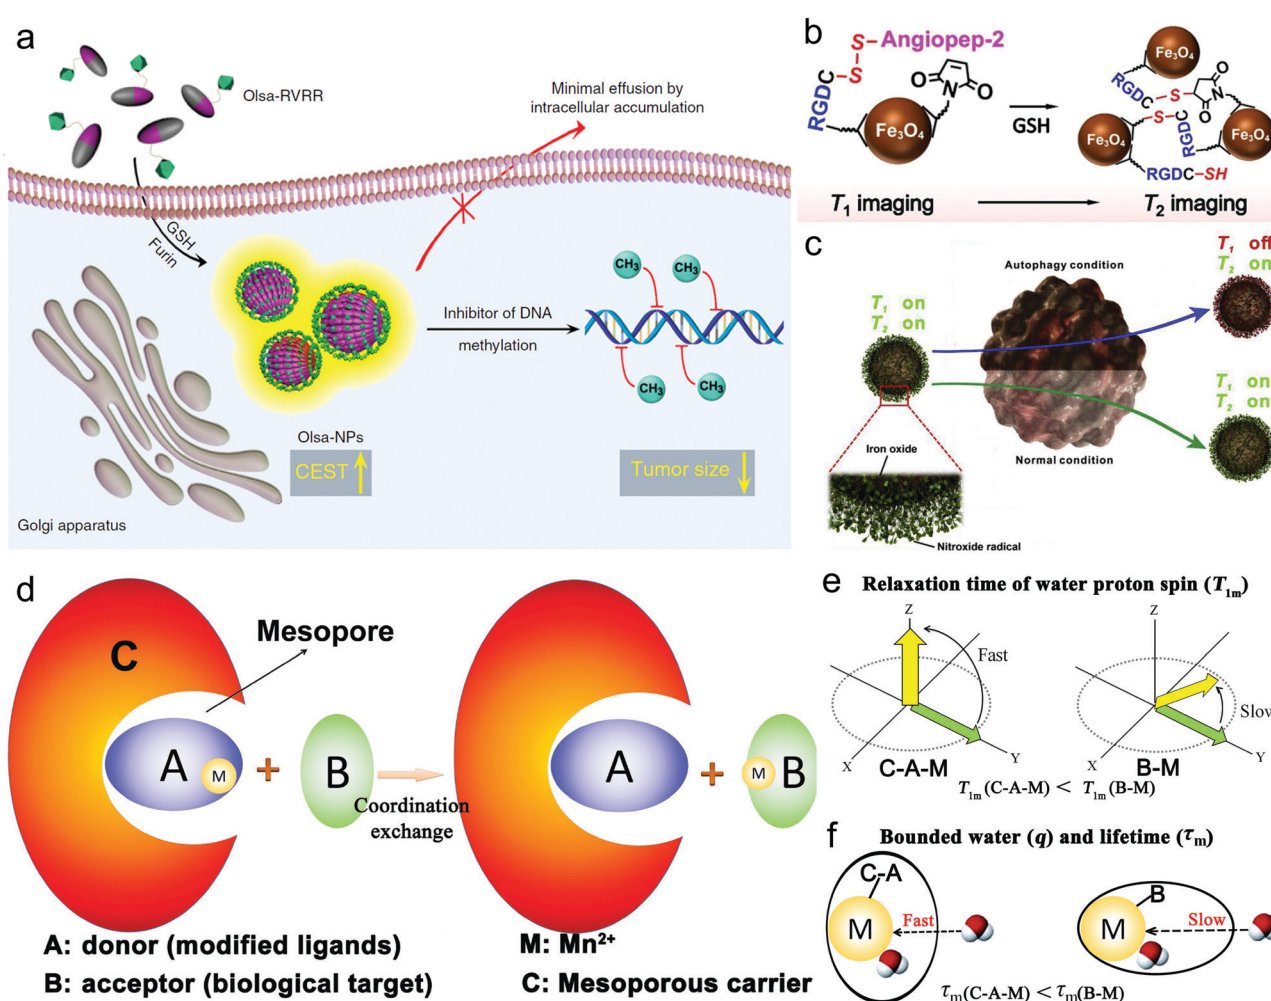 a
Olsa-RVRR
Minimal effusion by
intracellular accumulation
GSH
Furin
CH₃
CH₃
Inhibitor of DNA
methylation
CH₃
CH₃
Olsa-NPs
CEST
Tumor size
Golgi apparatus
b
S
S
Angiopep-2
RGDC
O
N
O
Fe₃O₄
GSH
Fe₃O₄
RGDC
S
O
N
O
Fe₃O₄
S
C
RGD
Fe₃O₄
RGDC-SH
T₁ imaging
T₂ imaging
c
Autophagy condition
T₁ off
T₂ on
T₁ on
T₂ on
T₁ on
T₂ on
Normal condition
Iron oxide
Nitroxide radical
d
C
Mesopore
A
M
+
B
Coordination
exchange
A
+
M
B
A: donor (modified ligands)
M: Mn²⁺
B: acceptor (biological target)
C: Mesoporous carrier
e
Relaxation time of water proton spin (T₁ₘ)
Z
Fast
X
Y
C-A-M
Z
Slow
X
Y
B-M
T₁ₘ(C-A-M) < T₁ₘ(B-M)
f
Bounded water (q) and lifetime (τₘ)
C-A
M
Fast
B
M
Slow
τₘ(C-A-M) < τₘ(B-M)